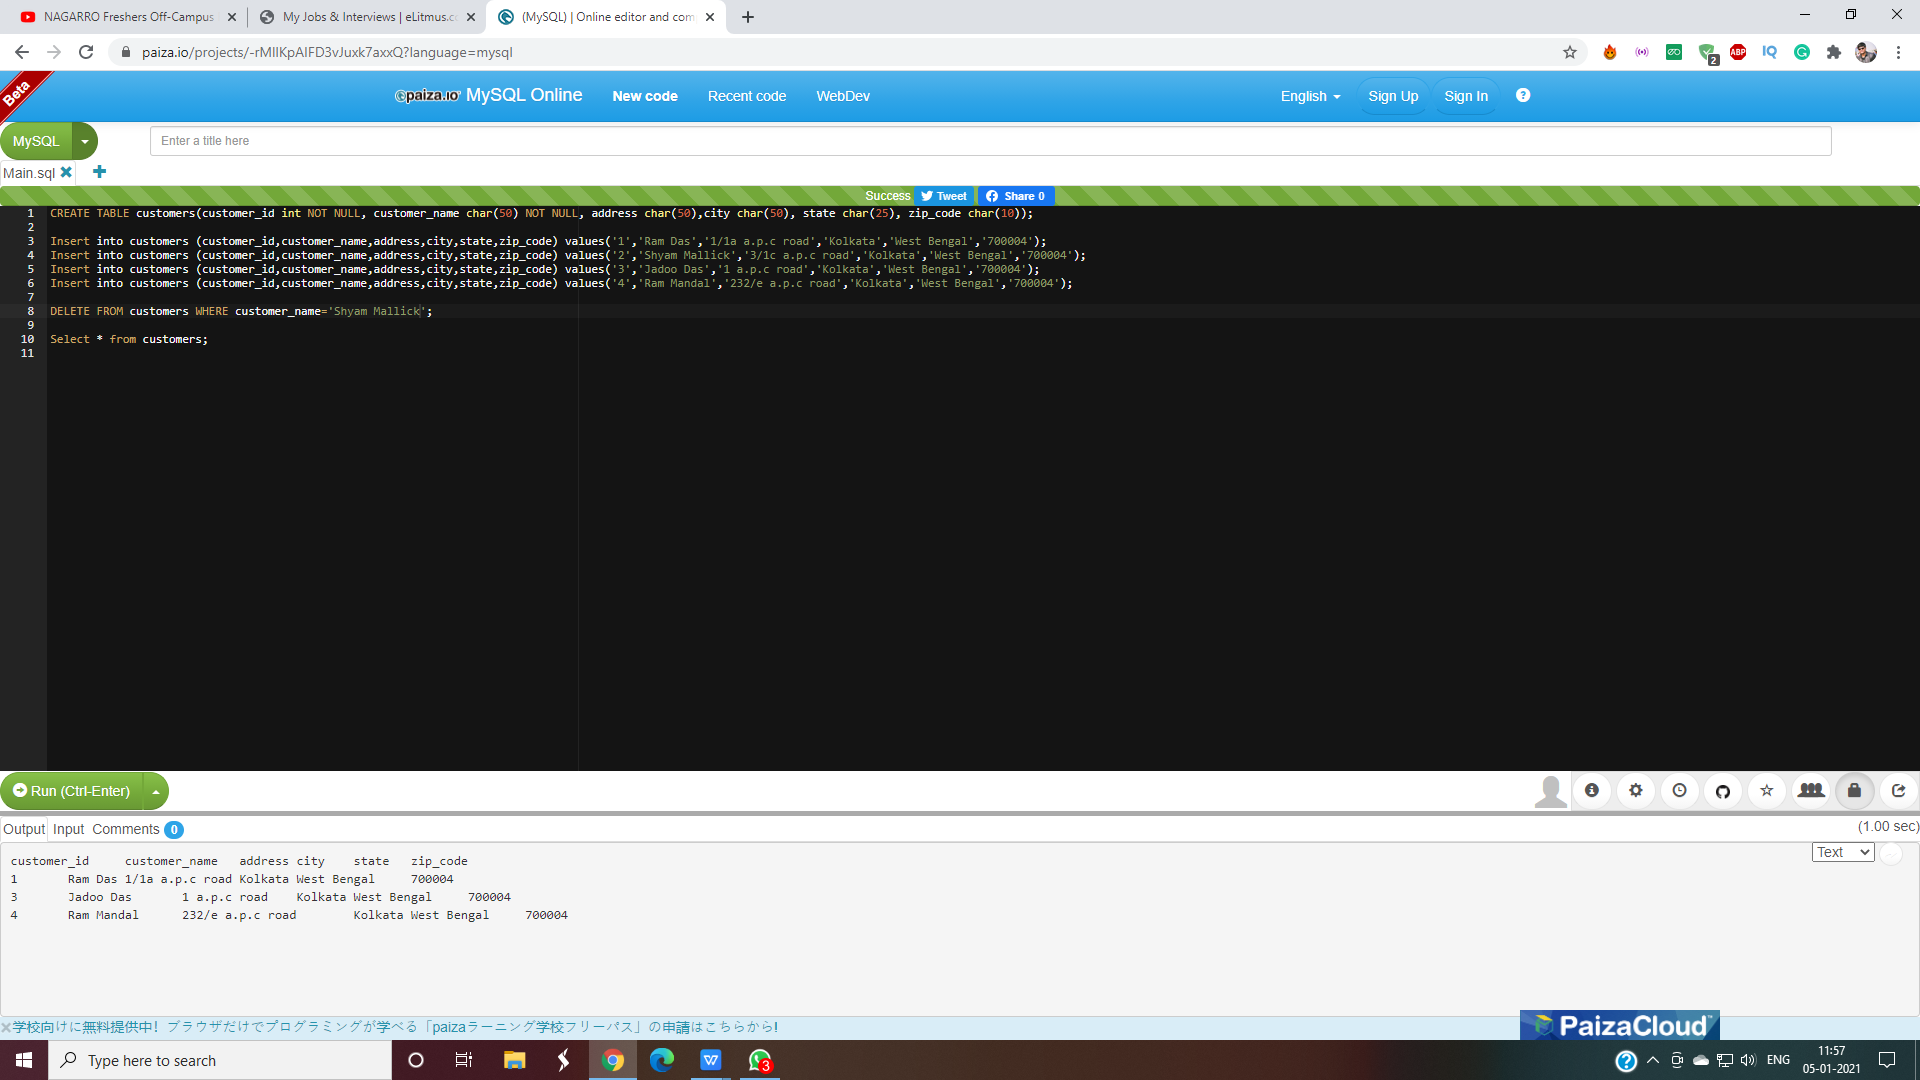 NAGARRO Freshers Off-Campus
My Jobs & Interviews | eLitmus.co
(MySQL) | Online editor and com
paiza.io/projects/-rMIIKpAIFD3vJuxk7axxQ?language=mysql
2
ABP
IQ
Beta
paiza.IO MySQL Online New code Recent code WebDev English Sign Up Sign In ?
MySQL
Enter a title here
Main.sql
Success Tweet Share 0
1 CREATE TABLE customers(customer_id int NOT NULL, customer_name char(50) NOT NULL, address char(50),city char(50), state char(25), zip_code char(10));
2
3 Insert into customers (customer_id,customer_name,address,city,state,zip_code) values('1','Ram Das','1/1a a.p.c road','Kolkata','West Bengal','700004');
4 Insert into customers (customer_id,customer_name,address,city,state,zip_code) values('2','Shyam Mallick','3/1c a.p.c road','Kolkata','West Bengal','700004');
5 Insert into customers (customer_id,customer_name,address,city,state,zip_code) values('3','Jadoo Das','1 a.p.c road','Kolkata','West Bengal','700004');
6 Insert into customers (customer_id,customer_name,address,city,state,zip_code) values('4','Ram Mandal','232/e a.p.c road','Kolkata','West Bengal','700004');
7
8 DELETE FROM customers WHERE customer_name='Shyam Mallick';
9
10 Select * from customers;
11
Run (Ctrl-Enter)
Output Input Comments 0
(1.00 sec)
Text
customer_id customer_name address city state zip_code
1 Ram Das 1/1a a.p.c road Kolkata West Bengal 700004
3 Jadoo Das 1 a.p.c road Kolkata West Bengal 700004
4 Ram Mandal 232/e a.p.c road Kolkata West Bengal 700004
学校向けに無料提供中！ブラウザだけでプログラミングが学べる「paizaラーニング学校フリーパス」の申請はこちらから!
PaizaCloud
Type here to search
3
ENG
11:57
05-01-2021